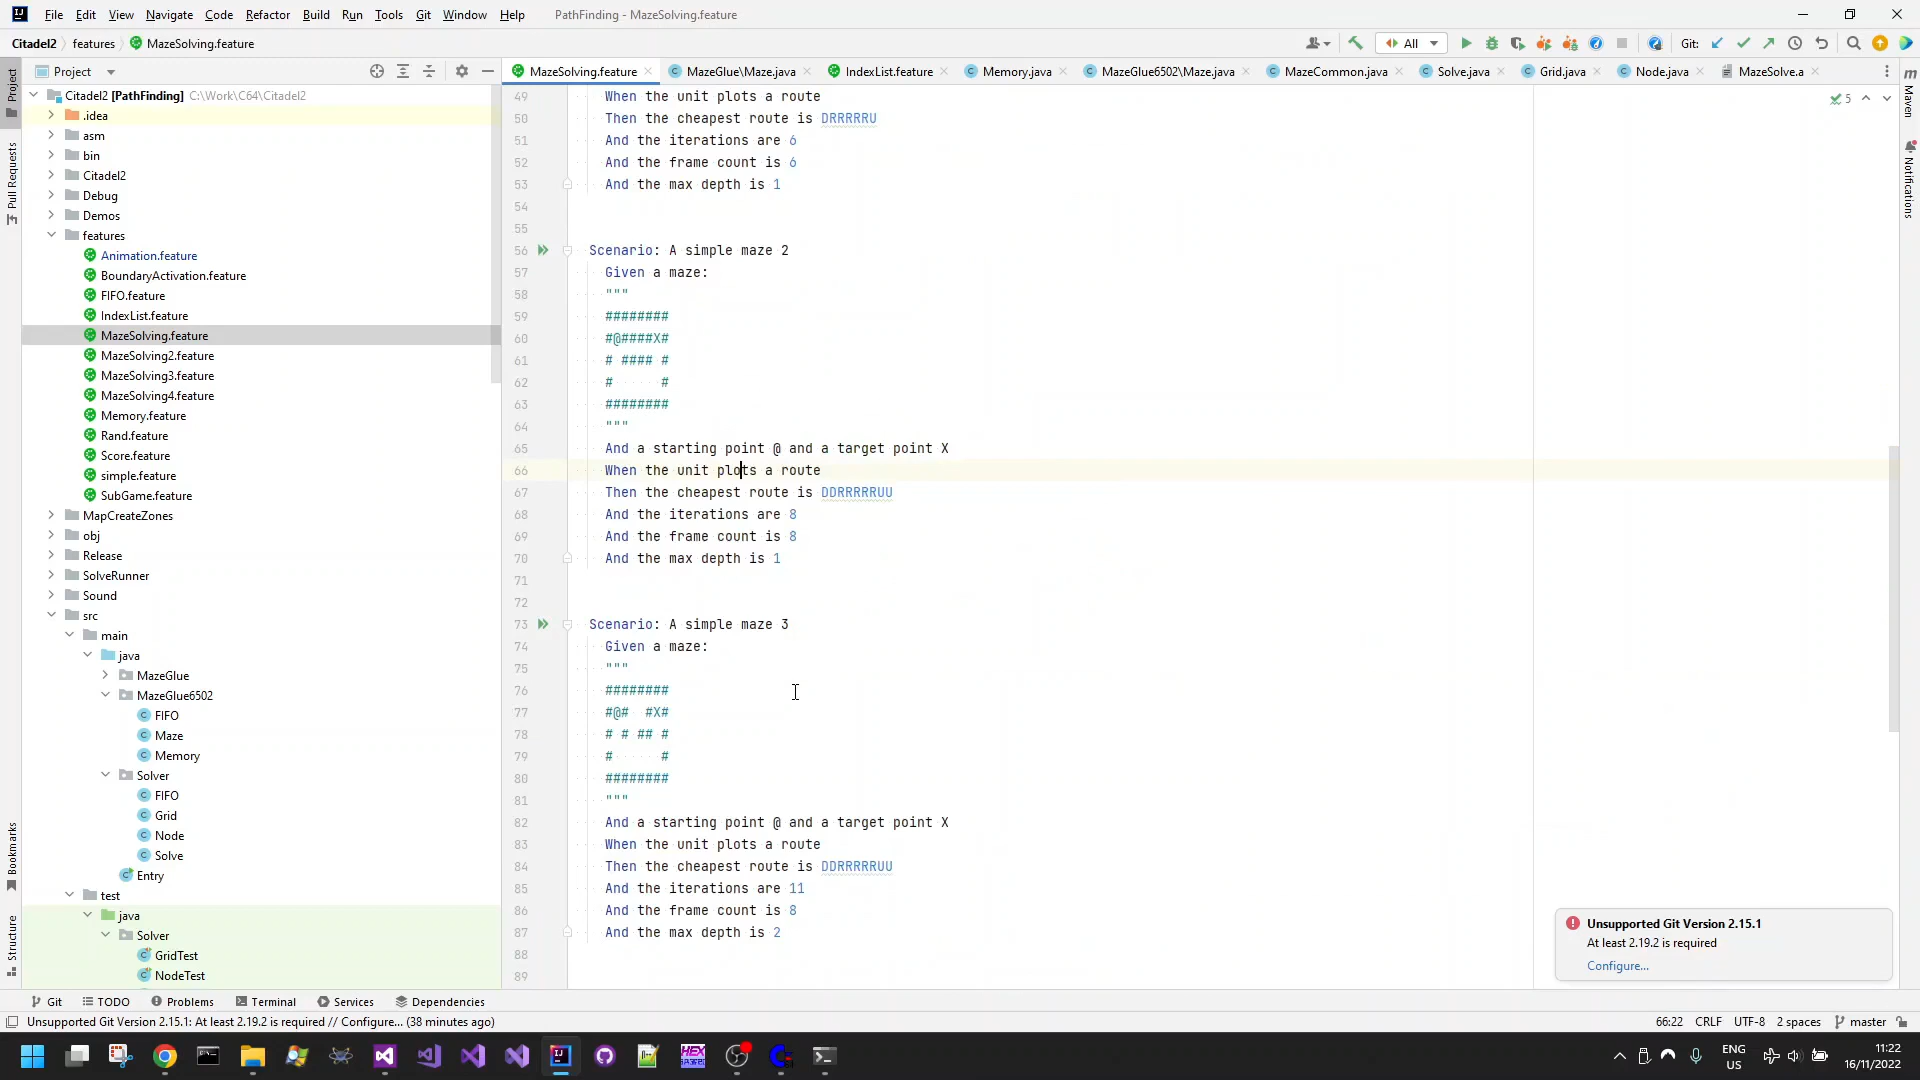 File Edit View Navigate Code Refactor Build Run Tools Git Window Help PathFinding - MazeSolving.feature
Citadel2 features MazeSolving.feature All Git:
Project MazeSolving.feature MazeGlue\Maze.java IndexList.feature Memory.java MazeGlue6502\Maze.java MazeCommon.java Solve.java Grid.java Node.java MazeSolve.a
Project
Pull Requests
Bookmarks
Structure
Citadel2 [PathFinding] C:\Work\C64\Citadel2
.idea
asm
bin
Citadel2
Debug
Demos
features
Animation.feature
BoundaryActivation.feature
FIFO.feature
IndexList.feature
MazeSolving.feature
MazeSolving2.feature
MazeSolving3.feature
MazeSolving4.feature
Memory.feature
Rand.feature
Score.feature
simple.feature
SubGame.feature
MapCreateZones
obj
Release
SolveRunner
Sound
src
main
java
MazeGlue
MazeGlue6502
FIFO
Maze
Memory
Solver
FIFO
Grid
Node
Solve
Entry
test
java
Solver
GridTest
NodeTest
49 When the unit plots a route
50 Then the cheapest route is DRRRRRU
51 And the iterations are 6
52 And the frame count is 6
53 And the max depth is 1
54
55
56 Scenario: A simple maze 2
57 Given a maze:
58 """
59 ########
60 #@####X#
61 # #### #
62 #      #
63 ########
64 """
65 And a starting point @ and a target point X
66 When the unit plots a route
67 Then the cheapest route is DDRRRRRUU
68 And the iterations are 8
69 And the frame count is 8
70 And the max depth is 1
71
72
73 Scenario: A simple maze 3
74 Given a maze:
75 """
76 ########
77 #@#  #X#
78 # # ## #
79 #      #
80 ########
81 """
82 And a starting point @ and a target point X
83 When the unit plots a route
84 Then the cheapest route is DDRRRRRUU
85 And the iterations are 11
86 And the frame count is 8
87 And the max depth is 2
88
89
5
m
Maven
Notifications
Unsupported Git Version 2.15.1
At least 2.19.2 is required
Configure...
Git TODO Problems Terminal Services Dependencies
Unsupported Git Version 2.15.1: At least 2.19.2 is required // Configure... (38 minutes ago) 66:22 CRLF UTF-8 2 spaces master
HEX
ENG
US
11:22
16/11/2022